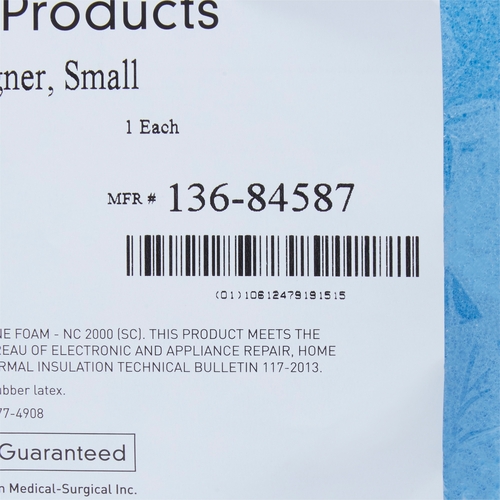 Products
gner, Small
1 Each
MFR # 136-84587
(01)10612479191515
NE FOAM - NC 2000 (SC). THIS PRODUCT MEETS THE
REAU OF ELECTRONIC AND APPLIANCE REPAIR, HOME
RMAL INSULATION TECHNICAL BULLETIN 117-2013.
ubber latex.
77-4908
Guaranteed
n Medical-Surgical Inc.